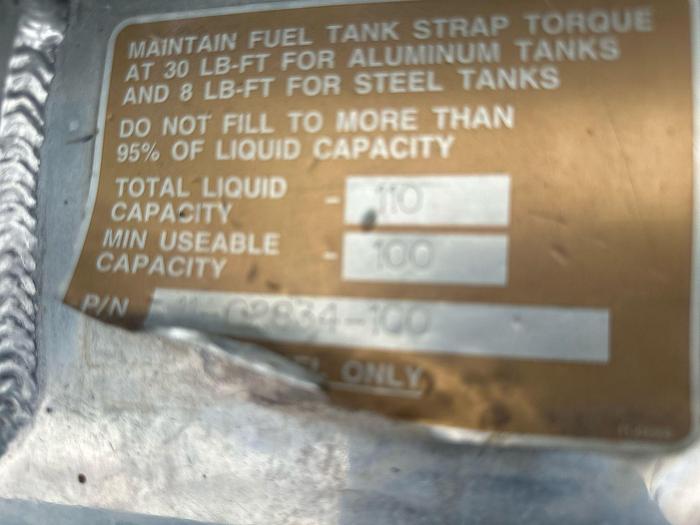 MAINTAIN FUEL TANK STRAP TORQUE
AT 30 LB-FT FOR ALUMINUM TANKS
AND 8 LB-FT FOR STEEL TANKS
DO NOT FILL TO MORE THAN
95% OF LIQUID CAPACITY
TOTAL LIQUID
CAPACITY - 110
MIN USEABLE
CAPACITY - 100
P/N 11-G2834-100
ONLY